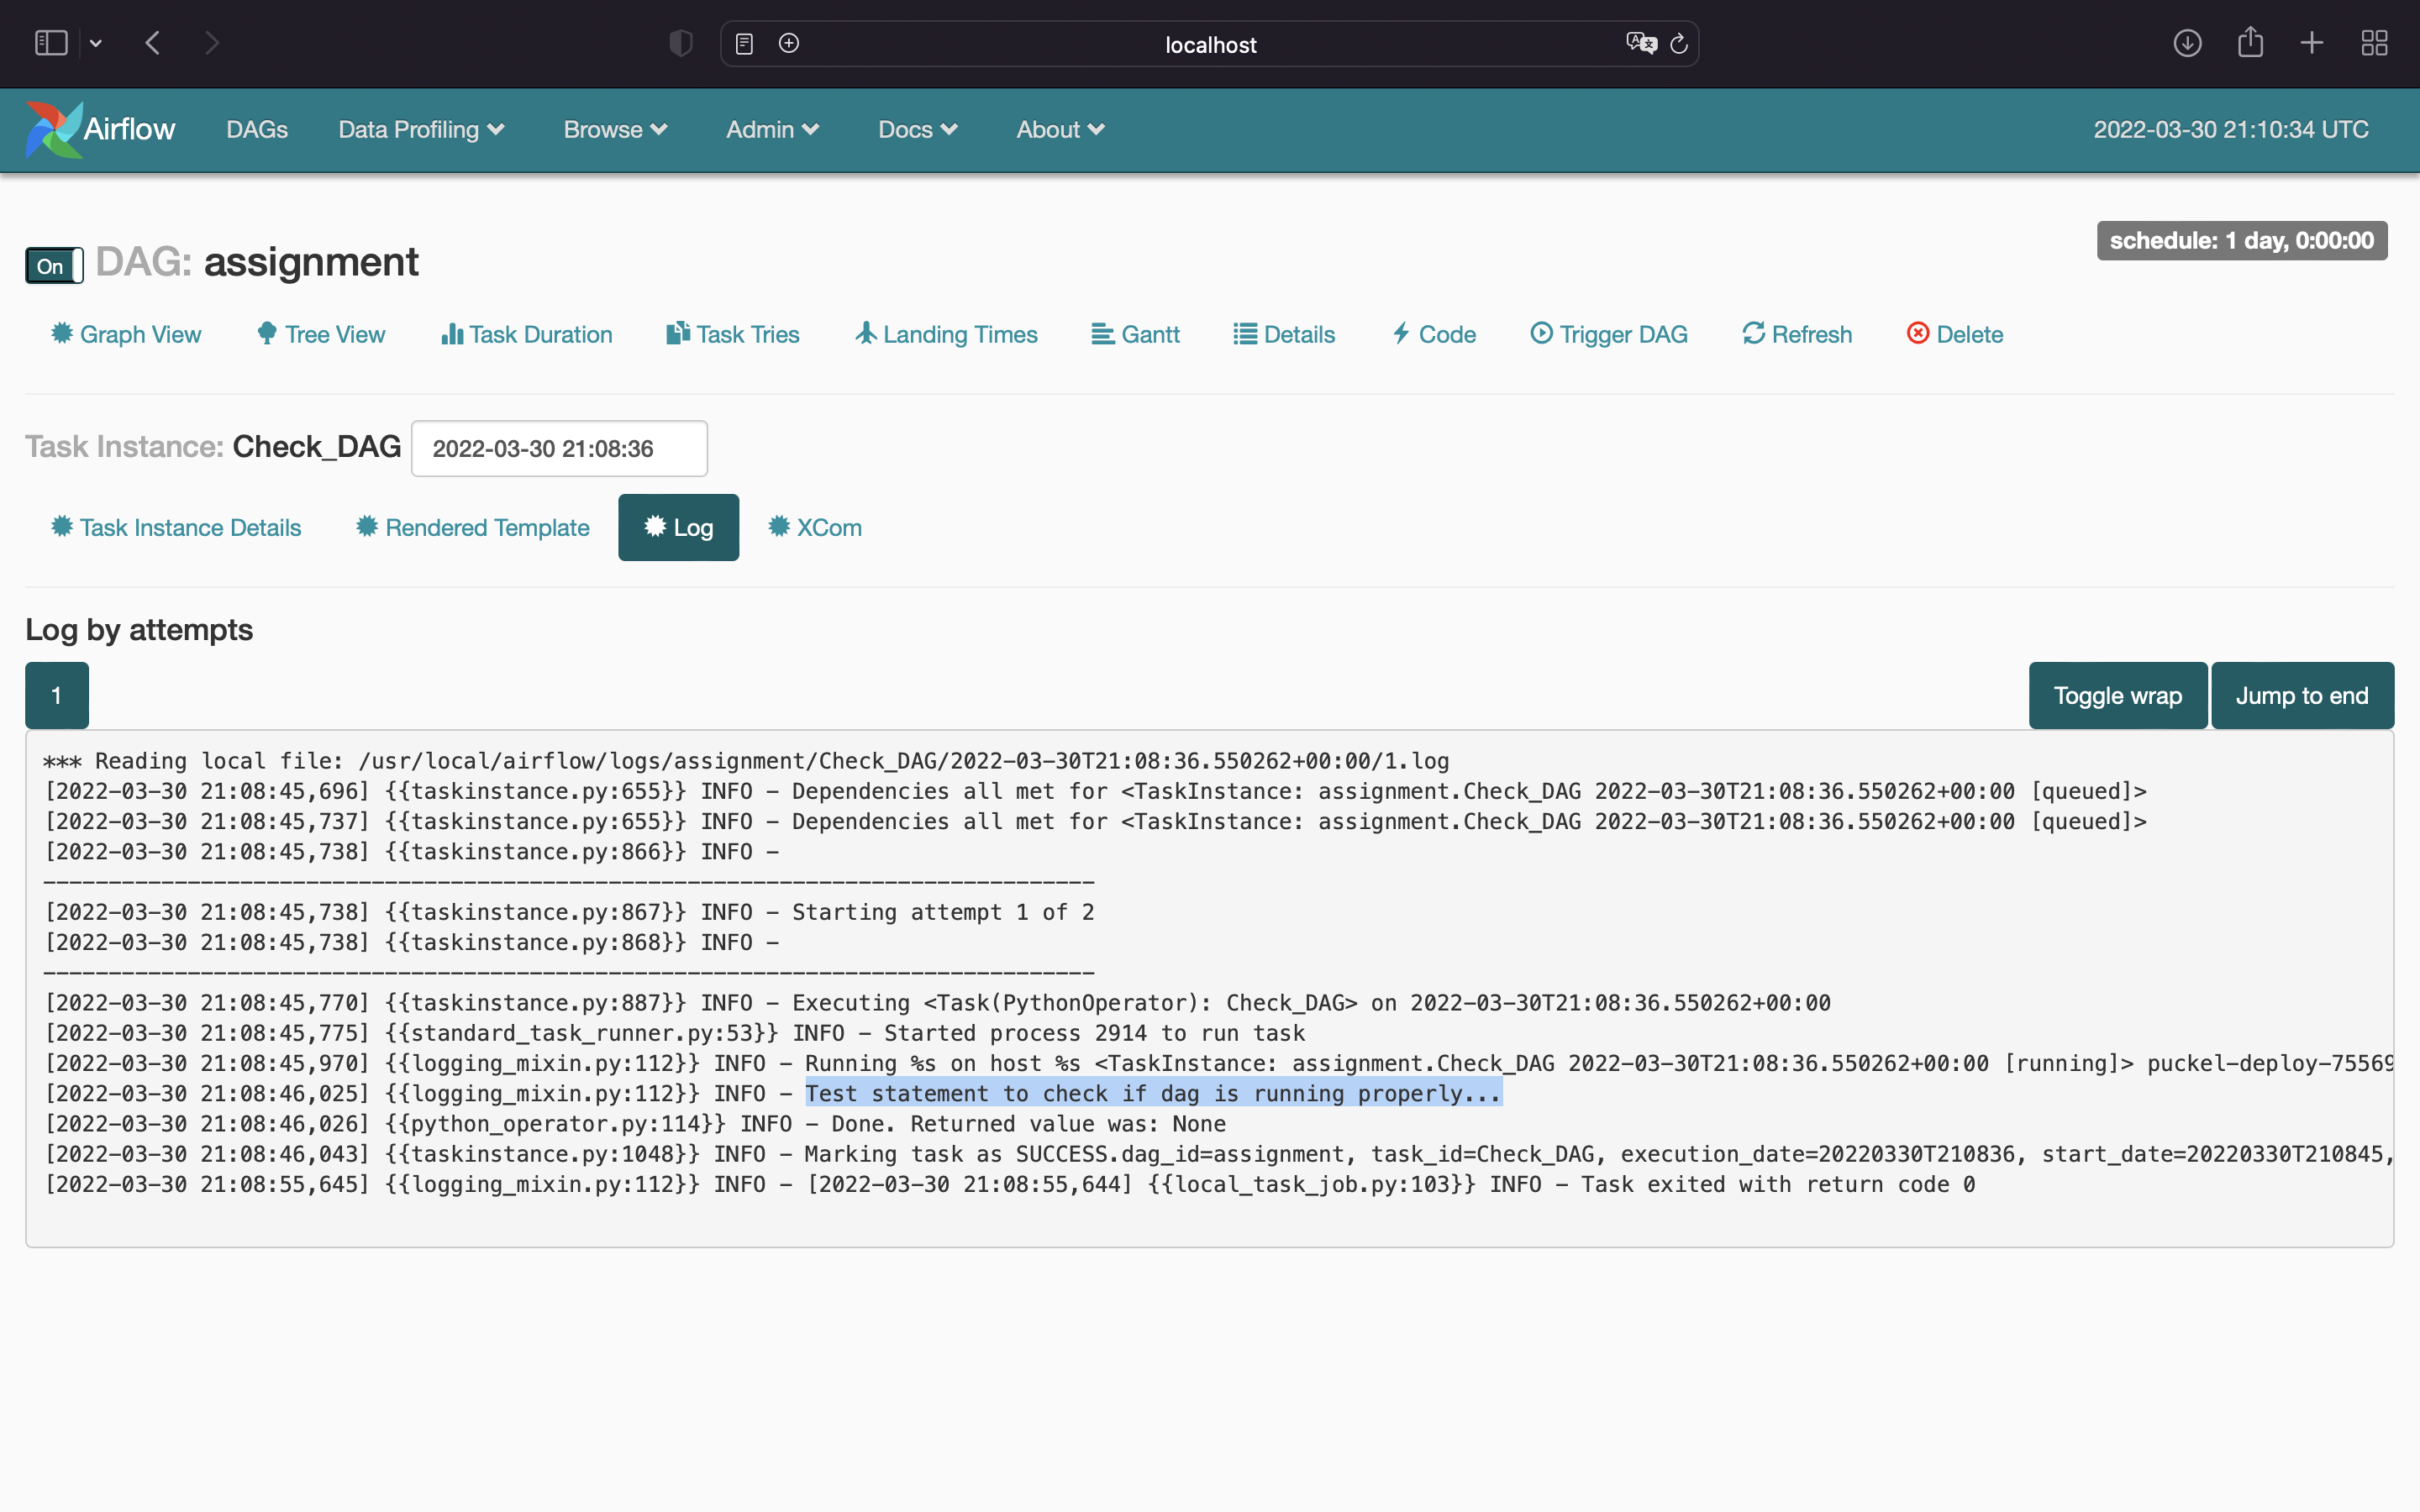 localhost
Airflow DAGs Data Profiling Browse Admin Docs About 2022-03-30 21:10:34 UTC
schedule: 1 day, 0:00:00
On DAG: assignment
Graph View Tree View Task Duration Task Tries Landing Times Gantt Details Code Trigger DAG Refresh Delete
Task Instance: Check_DAG 2022-03-30 21:08:36
Task Instance Details Rendered Template Log XCom
Log by attempts
1 Toggle wrap Jump to end
*** Reading local file: /usr/local/airflow/logs/assignment/Check_DAG/2022-03-30T21:08:36.550262+00:00/1.log
[2022-03-30 21:08:45,696] {{taskinstance.py:655}} INFO - Dependencies all met for <TaskInstance: assignment.Check_DAG 2022-03-30T21:08:36.550262+00:00 [queued]>
[2022-03-30 21:08:45,737] {{taskinstance.py:655}} INFO - Dependencies all met for <TaskInstance: assignment.Check_DAG 2022-03-30T21:08:36.550262+00:00 [queued]>
[2022-03-30 21:08:45,738] {{taskinstance.py:866}} INFO -
--------------------------------------------------------------------------------
[2022-03-30 21:08:45,738] {{taskinstance.py:867}} INFO - Starting attempt 1 of 2
[2022-03-30 21:08:45,738] {{taskinstance.py:868}} INFO -
--------------------------------------------------------------------------------
[2022-03-30 21:08:45,770] {{taskinstance.py:887}} INFO - Executing <Task(PythonOperator): Check_DAG> on 2022-03-30T21:08:36.550262+00:00
[2022-03-30 21:08:45,775] {{standard_task_runner.py:53}} INFO - Started process 2914 to run task
[2022-03-30 21:08:45,970] {{logging_mixin.py:112}} INFO - Running %s on host %s <TaskInstance: assignment.Check_DAG 2022-03-30T21:08:36.550262+00:00 [running]> puckel-deploy-75569
[2022-03-30 21:08:46,025] {{logging_mixin.py:112}} INFO - Test statement to check if dag is running properly...
[2022-03-30 21:08:46,026] {{python_operator.py:114}} INFO - Done. Returned value was: None
[2022-03-30 21:08:46,043] {{taskinstance.py:1048}} INFO - Marking task as SUCCESS.dag_id=assignment, task_id=Check_DAG, execution_date=20220330T210836, start_date=20220330T210845,
[2022-03-30 21:08:55,645] {{logging_mixin.py:112}} INFO - [2022-03-30 21:08:55,644] {{local_task_job.py:103}} INFO - Task exited with return code 0